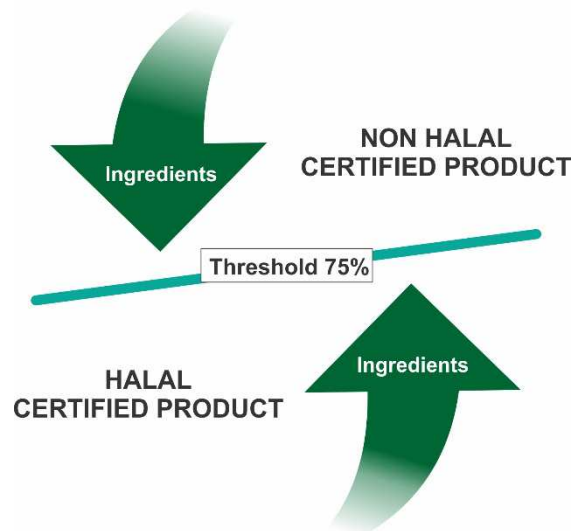 Ingredients
NON HALAL
CERTIFIED PRODUCT
Threshold 75%
HALAL
CERTIFIED PRODUCT
Ingredients